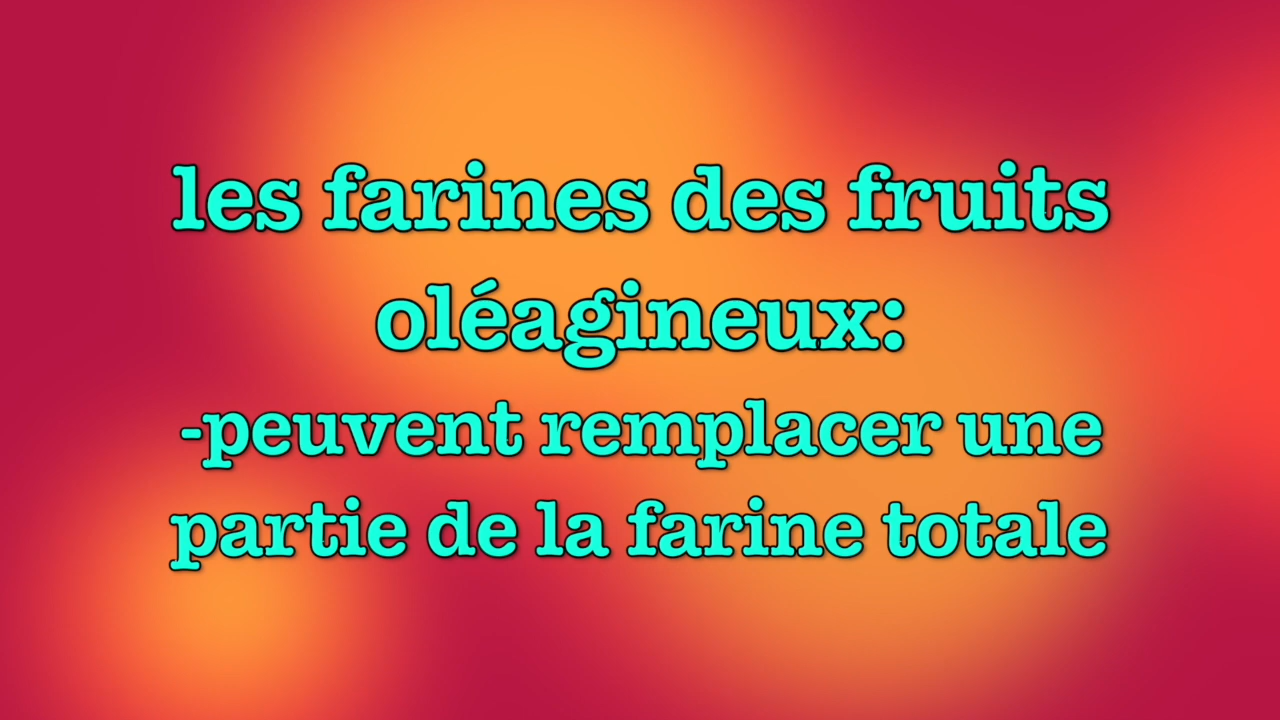 les farines des fruits
oléagineux:
-peuvent remplacer une
partie de la farine totale